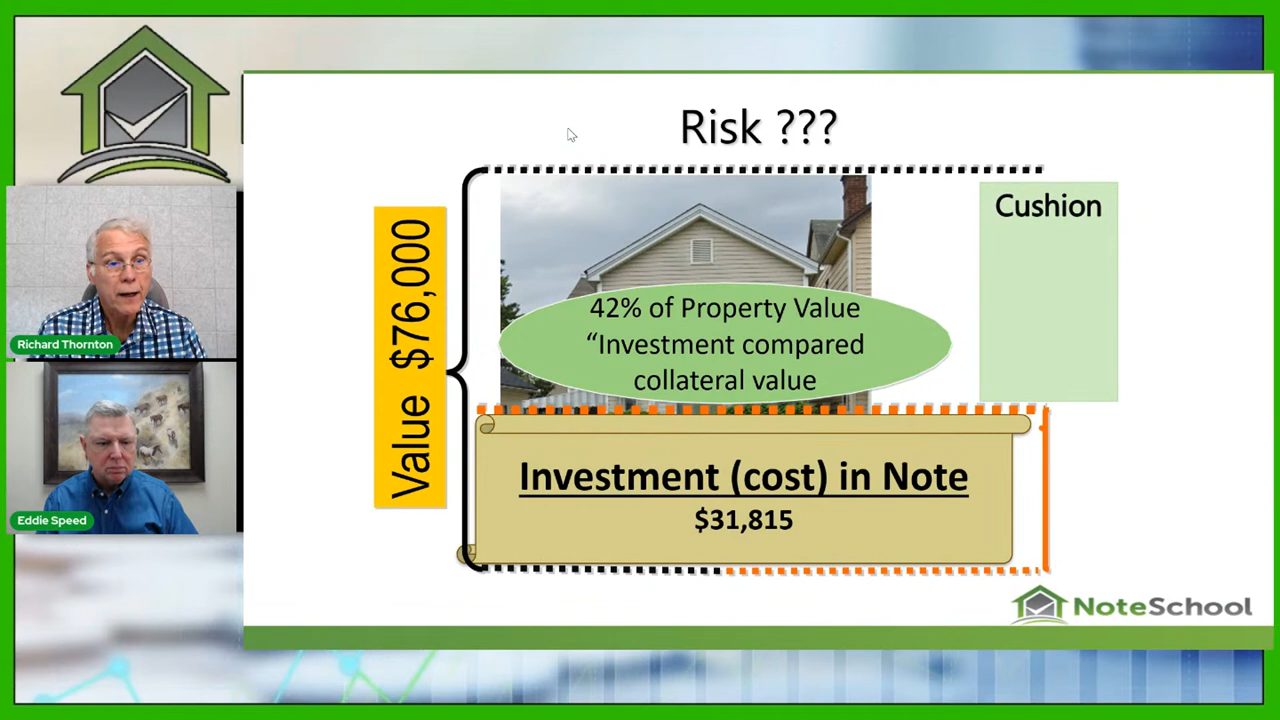 Risk ???
Cushion
Value $76,000
42% of Property Value
“Investment compared
collateral value
Investment (cost) in Note
$31,815
Richard Thornton
Eddie Speed
NoteSchool